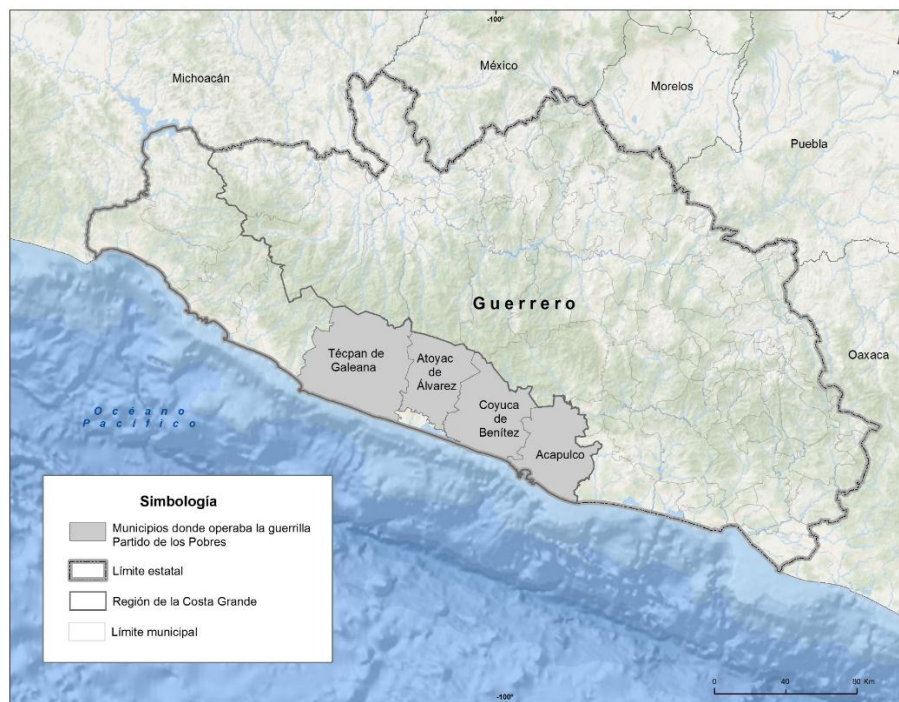 -100°
México
Michoacán
Morelos
Puebla
N
Guerrero
Oaxaca
Técpan de
Galeana
Atoyac
de
Álvarez
Coyuca
de
Benítez
Acapulco
Océano
Pacífico
Simbología
Municipios donde operaba la guerrilla
Partido de los Pobres
Límite estatal
Región de la Costa Grande
Límite municipal
0 40 80 Km
-100°